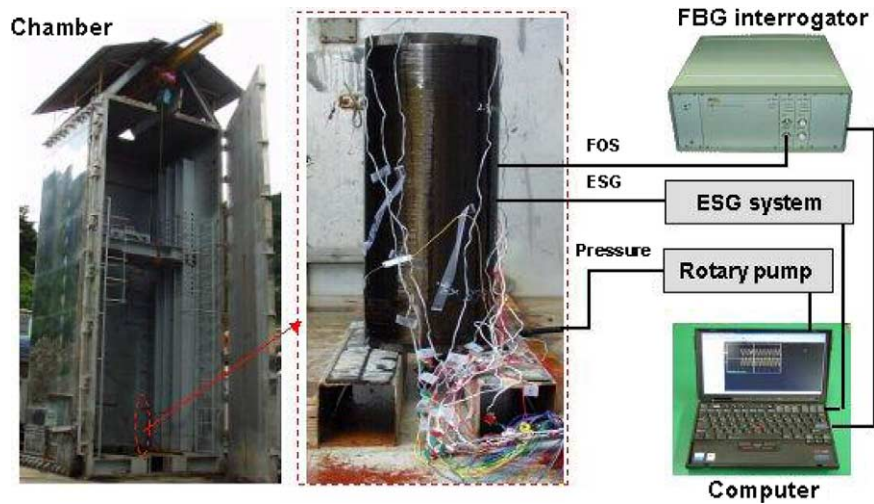 Chamber
FBG interrogator
FOS
ESG
ESG system
Pressure
Rotary pump
Computer